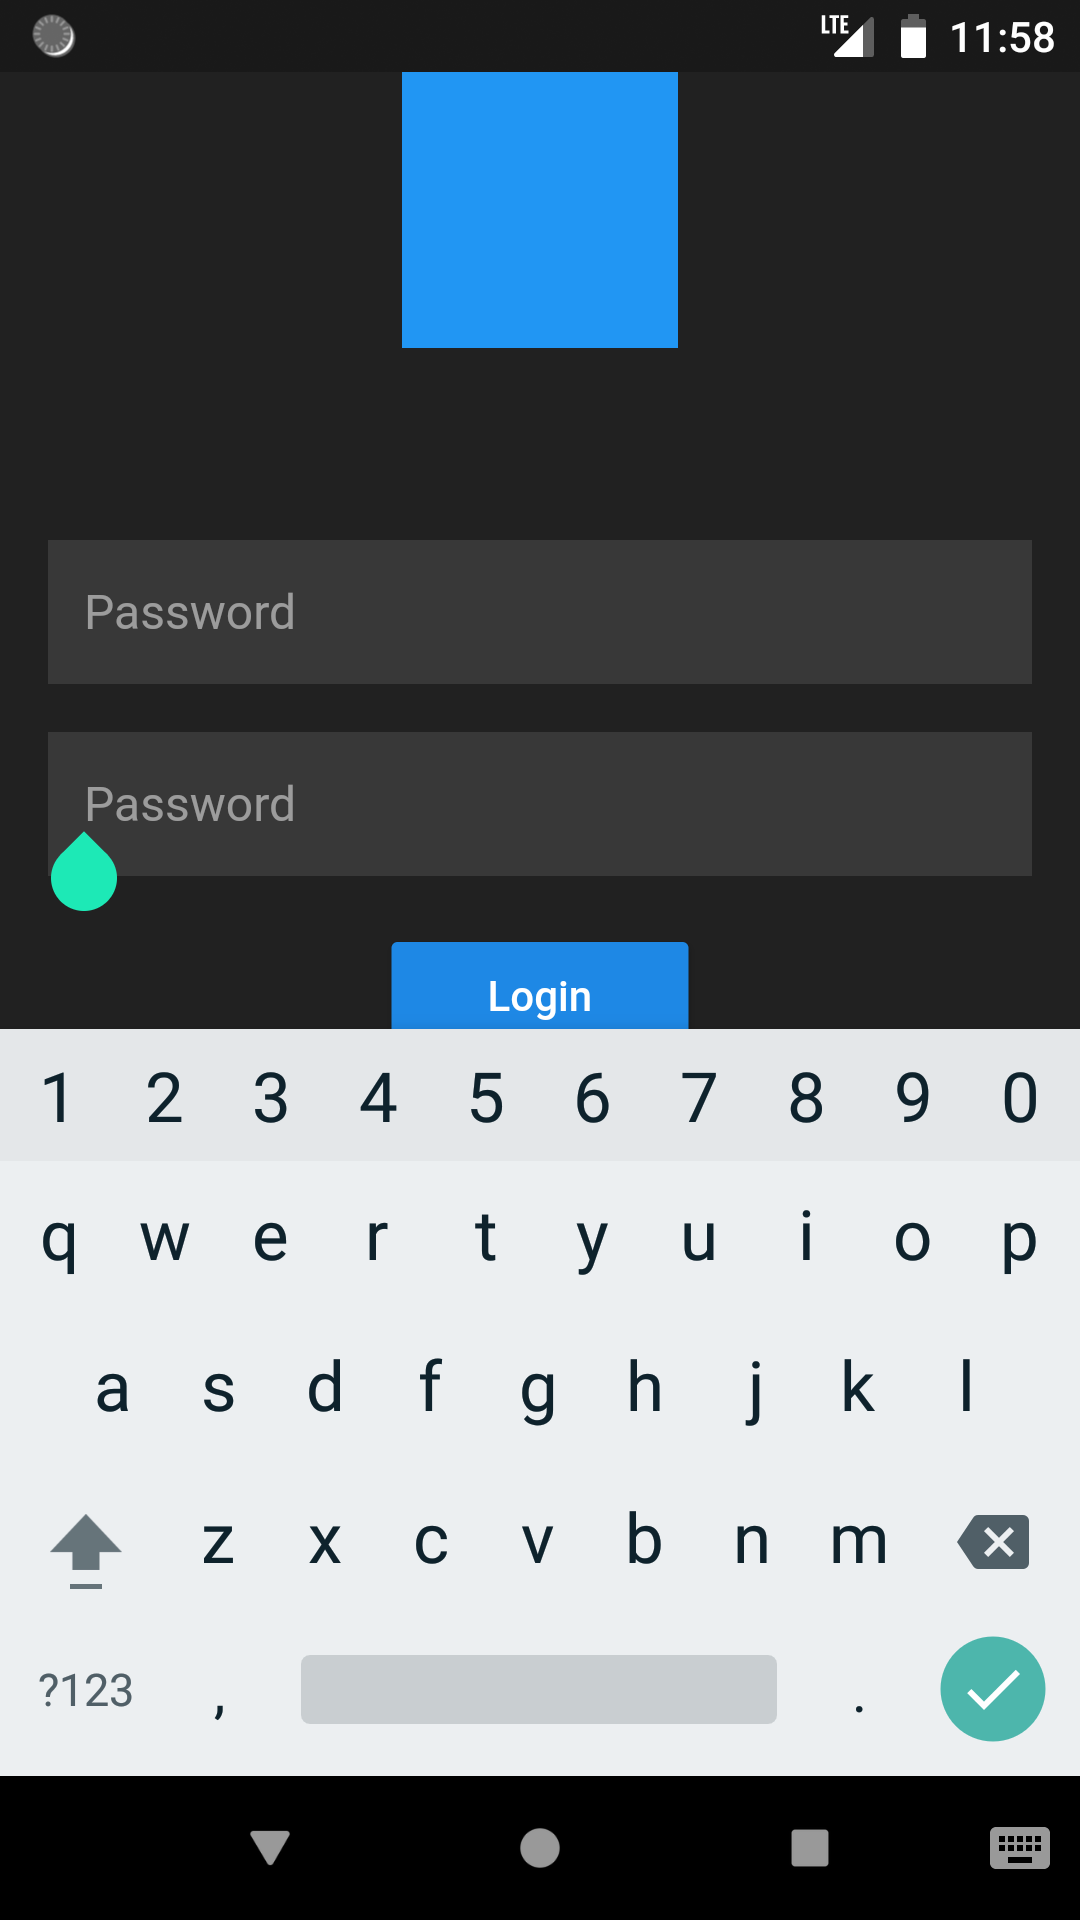 LTE 11:58
Password
Password
Login
1 2 3 4 5 6 7 8 9 0
q w e r t y u i o p
a s d f g h j k l
z x c v b n m
?123 , .